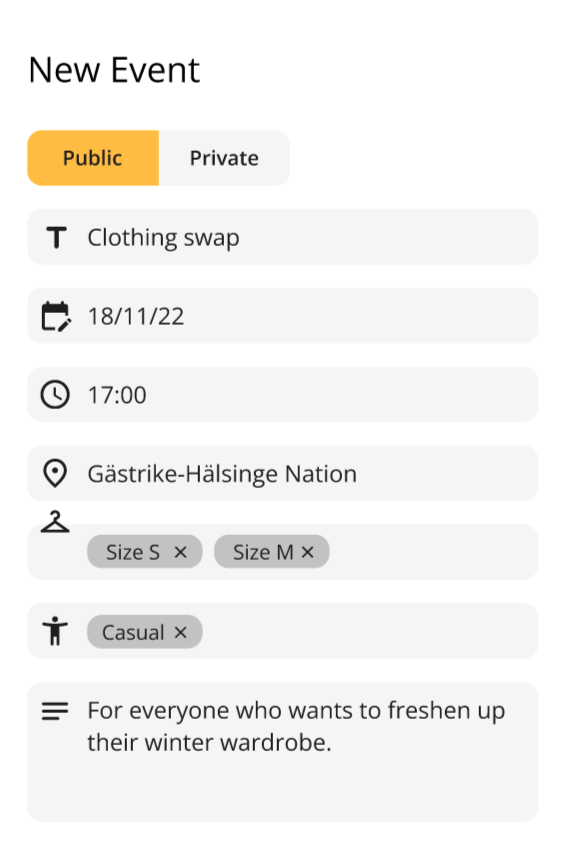 New Event
Public Private
Clothing swap
18/11/22
17:00
Gästrike-Hälsinge Nation
Size S × Size M ×
Casual ×
For everyone who wants to freshen up
their winter wardrobe.